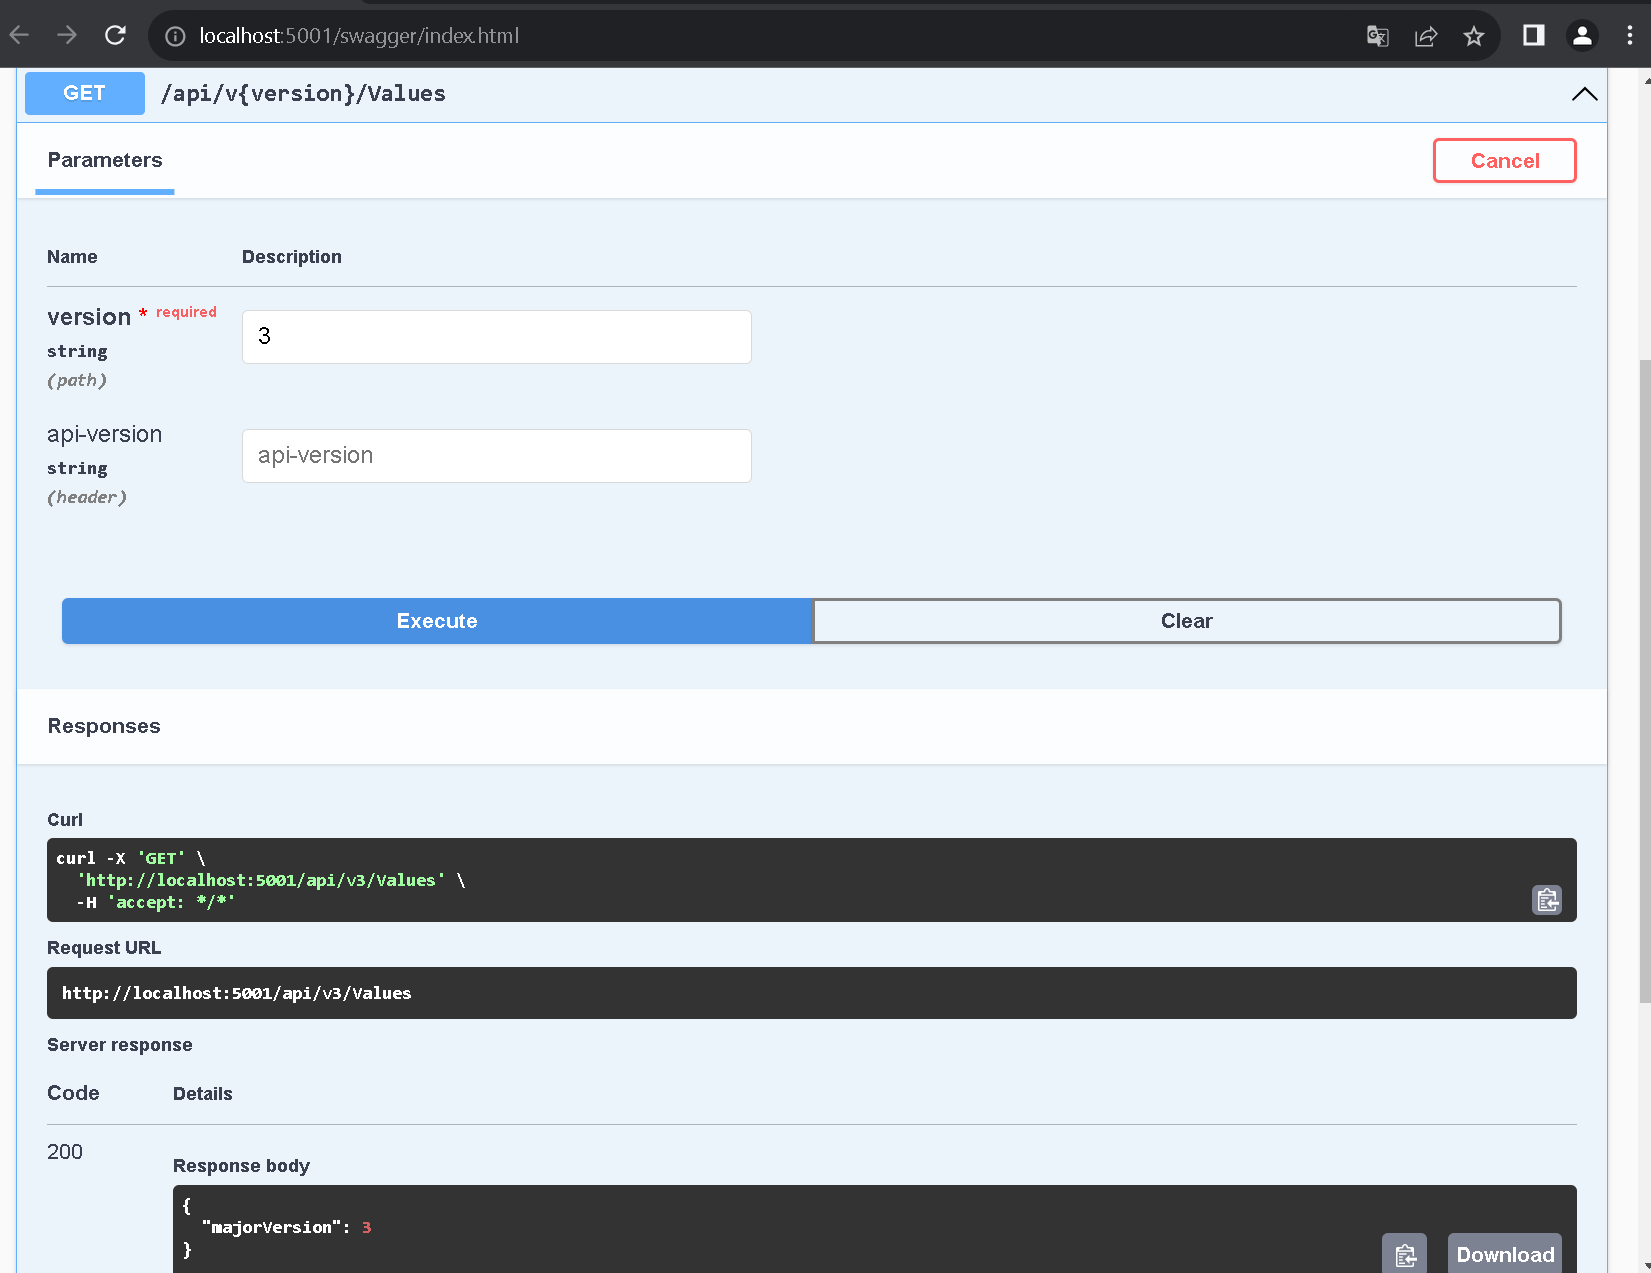 localhost:5001/swagger/index.html
GET /api/v{version}/Values
Parameters
Cancel
Name Description
version * required
string
(path)
3
api-version
string
(header)
api-version
Execute Clear
Responses
Curl
curl -X 'GET' \
'http://localhost:5001/api/v3/Values' \
-H 'accept: */*'
Request URL
http://localhost:5001/api/v3/Values
Server response
Code Details
200
Response body
{
"majorVersion": 3
}
Download